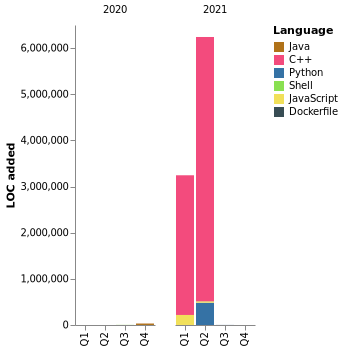 2020 2021
Language
Java
C++
Python
Shell
JavaScript
Dockerfile
LOC added
6,000,000
5,000,000
4,000,000
3,000,000
2,000,000
1,000,000
0
Q1 Q2 Q3 Q4 Q1 Q2 Q3 Q4